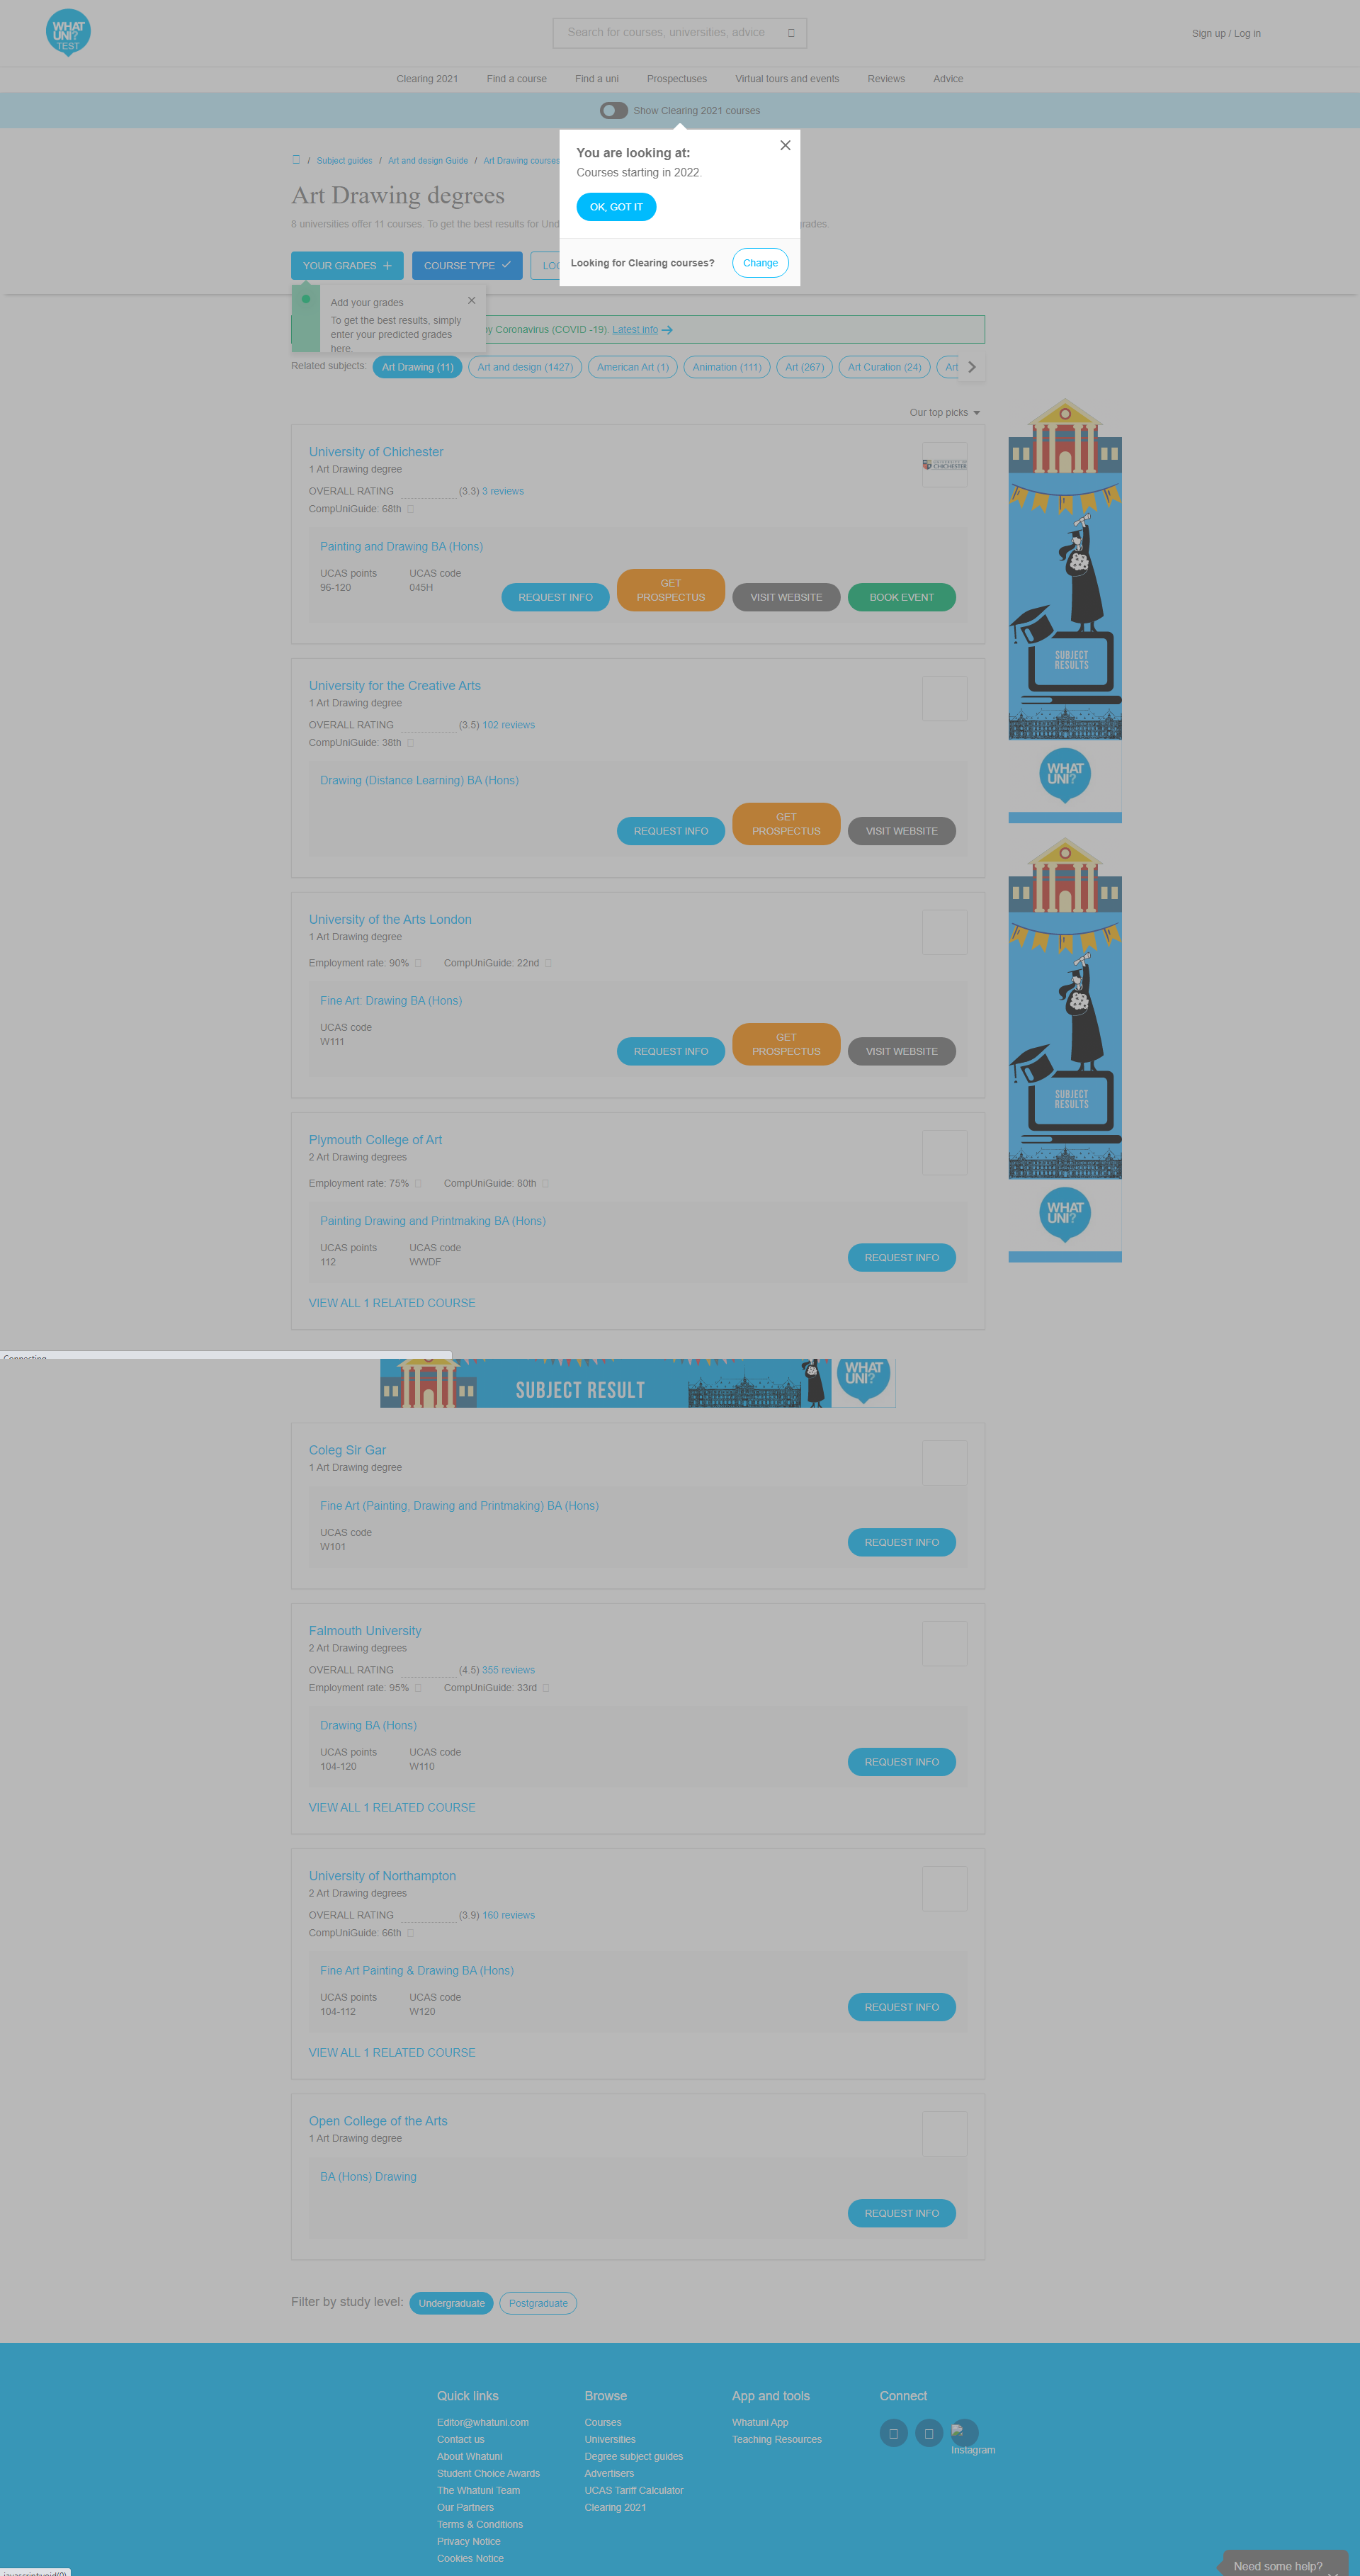 WHAT
UNI?
TEST
Search for courses, universities, advice
Sign up / Log in
Clearing 2021 Find a course Find a uni Prospectuses Virtual tours and events Reviews Advice
Show Clearing 2021 courses
You are looking at:
Courses starting in 2022.
OK, GOT IT
Looking for Clearing courses? Change
/ Subject guides / Art and design Guide / Art Drawing courses
Art Drawing degrees
8 universities offer 11 courses. To get the best results for Und grades.
YOUR GRADES COURSE TYPE LOC
Add your grades
To get the best results, simply
enter your predicted grades
here.
by Coronavirus (COVID -19). Latest info
Related subjects: Art Drawing (11) Art and design (1427) American Art (1) Animation (111) Art (267) Art Curation (24) Art
Our top picks
University of Chichester
CHICHESTER
1 Art Drawing degree
OVERALL RATING (3.3) 3 reviews
CompUniGuide: 68th
Painting and Drawing BA (Hons)
UCAS points UCAS code
96-120 045H
REQUEST INFO
GET
PROSPECTUS
VISIT WEBSITE
BOOK EVENT
University for the Creative Arts
1 Art Drawing degree
OVERALL RATING (3.5) 102 reviews
CompUniGuide: 38th
Drawing (Distance Learning) BA (Hons)
REQUEST INFO
GET
PROSPECTUS
VISIT WEBSITE
University of the Arts London
1 Art Drawing degree
Employment rate: 90% CompUniGuide: 22nd
Fine Art: Drawing BA (Hons)
UCAS code
W111
REQUEST INFO
GET
PROSPECTUS
VISIT WEBSITE
Plymouth College of Art
2 Art Drawing degrees
Employment rate: 75% CompUniGuide: 80th
Painting Drawing and Printmaking BA (Hons)
UCAS points UCAS code
112 WWDF
REQUEST INFO
VIEW ALL 1 RELATED COURSE
SUBJECT
RESULTS
WHAT
UNI?
SUBJECT
RESULTS
WHAT
UNI?
Connecting
SUBJECT RESULT
WHAT
UNI?
Coleg Sir Gar
1 Art Drawing degree
Fine Art (Painting, Drawing and Printmaking) BA (Hons)
UCAS code
W101
REQUEST INFO
Falmouth University
2 Art Drawing degrees
OVERALL RATING (4.5) 355 reviews
Employment rate: 95% CompUniGuide: 33rd
Drawing BA (Hons)
UCAS points UCAS code
104-120 W110
REQUEST INFO
VIEW ALL 1 RELATED COURSE
University of Northampton
2 Art Drawing degrees
OVERALL RATING (3.9) 160 reviews
CompUniGuide: 66th
Fine Art Painting & Drawing BA (Hons)
UCAS points UCAS code
104-112 W120
REQUEST INFO
VIEW ALL 1 RELATED COURSE
Open College of the Arts
1 Art Drawing degree
BA (Hons) Drawing
REQUEST INFO
Filter by study level: Undergraduate Postgraduate
Quick links
Editor@whatuni.com
Contact us
About Whatuni
Student Choice Awards
The Whatuni Team
Our Partners
Terms & Conditions
Privacy Notice
Cookies Notice
Browse
Courses
Universities
Degree subject guides
Advertisers
UCAS Tariff Calculator
Clearing 2021
App and tools
Whatuni App
Teaching Resources
Connect
Instagram
Need some help?
javascript:void(0)